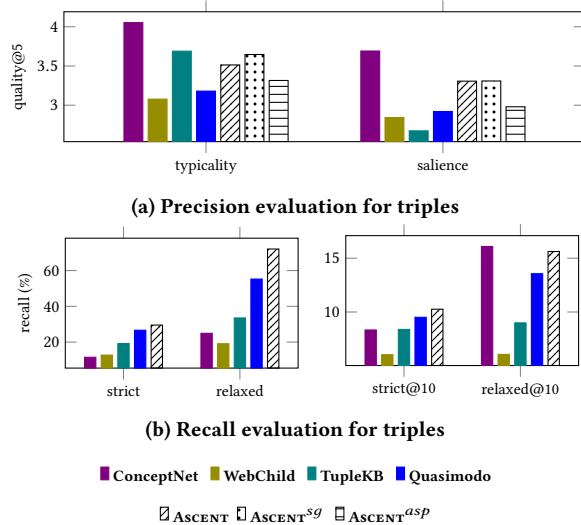 4
3.5
3
quality@5
typicality salience
(a) Precision evaluation for triples
60
40
20
recall (%)
strict relaxed
15
10
strict@10 relaxed@10
(b) Recall evaluation for triples
ConceptNet WebChild TupleKB Quasimodo
Ascent Ascent^sg Ascent^asp